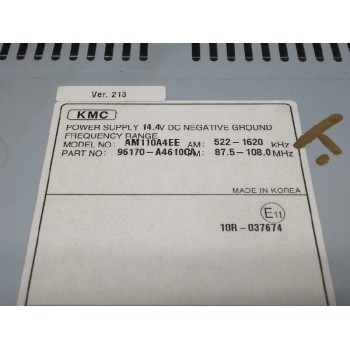 Ver. 213
KMC
POWER SUPPLY 14.4V DC NEGATIVE GROUND
FREQUENCY RANGE
MODEL NO: AM110A4EE AM: 522-1620 kHz
PART NO: 96170-A4610CA M: 87.5-108.0 MHz
MADE IN KOREA
E11
10R-037674